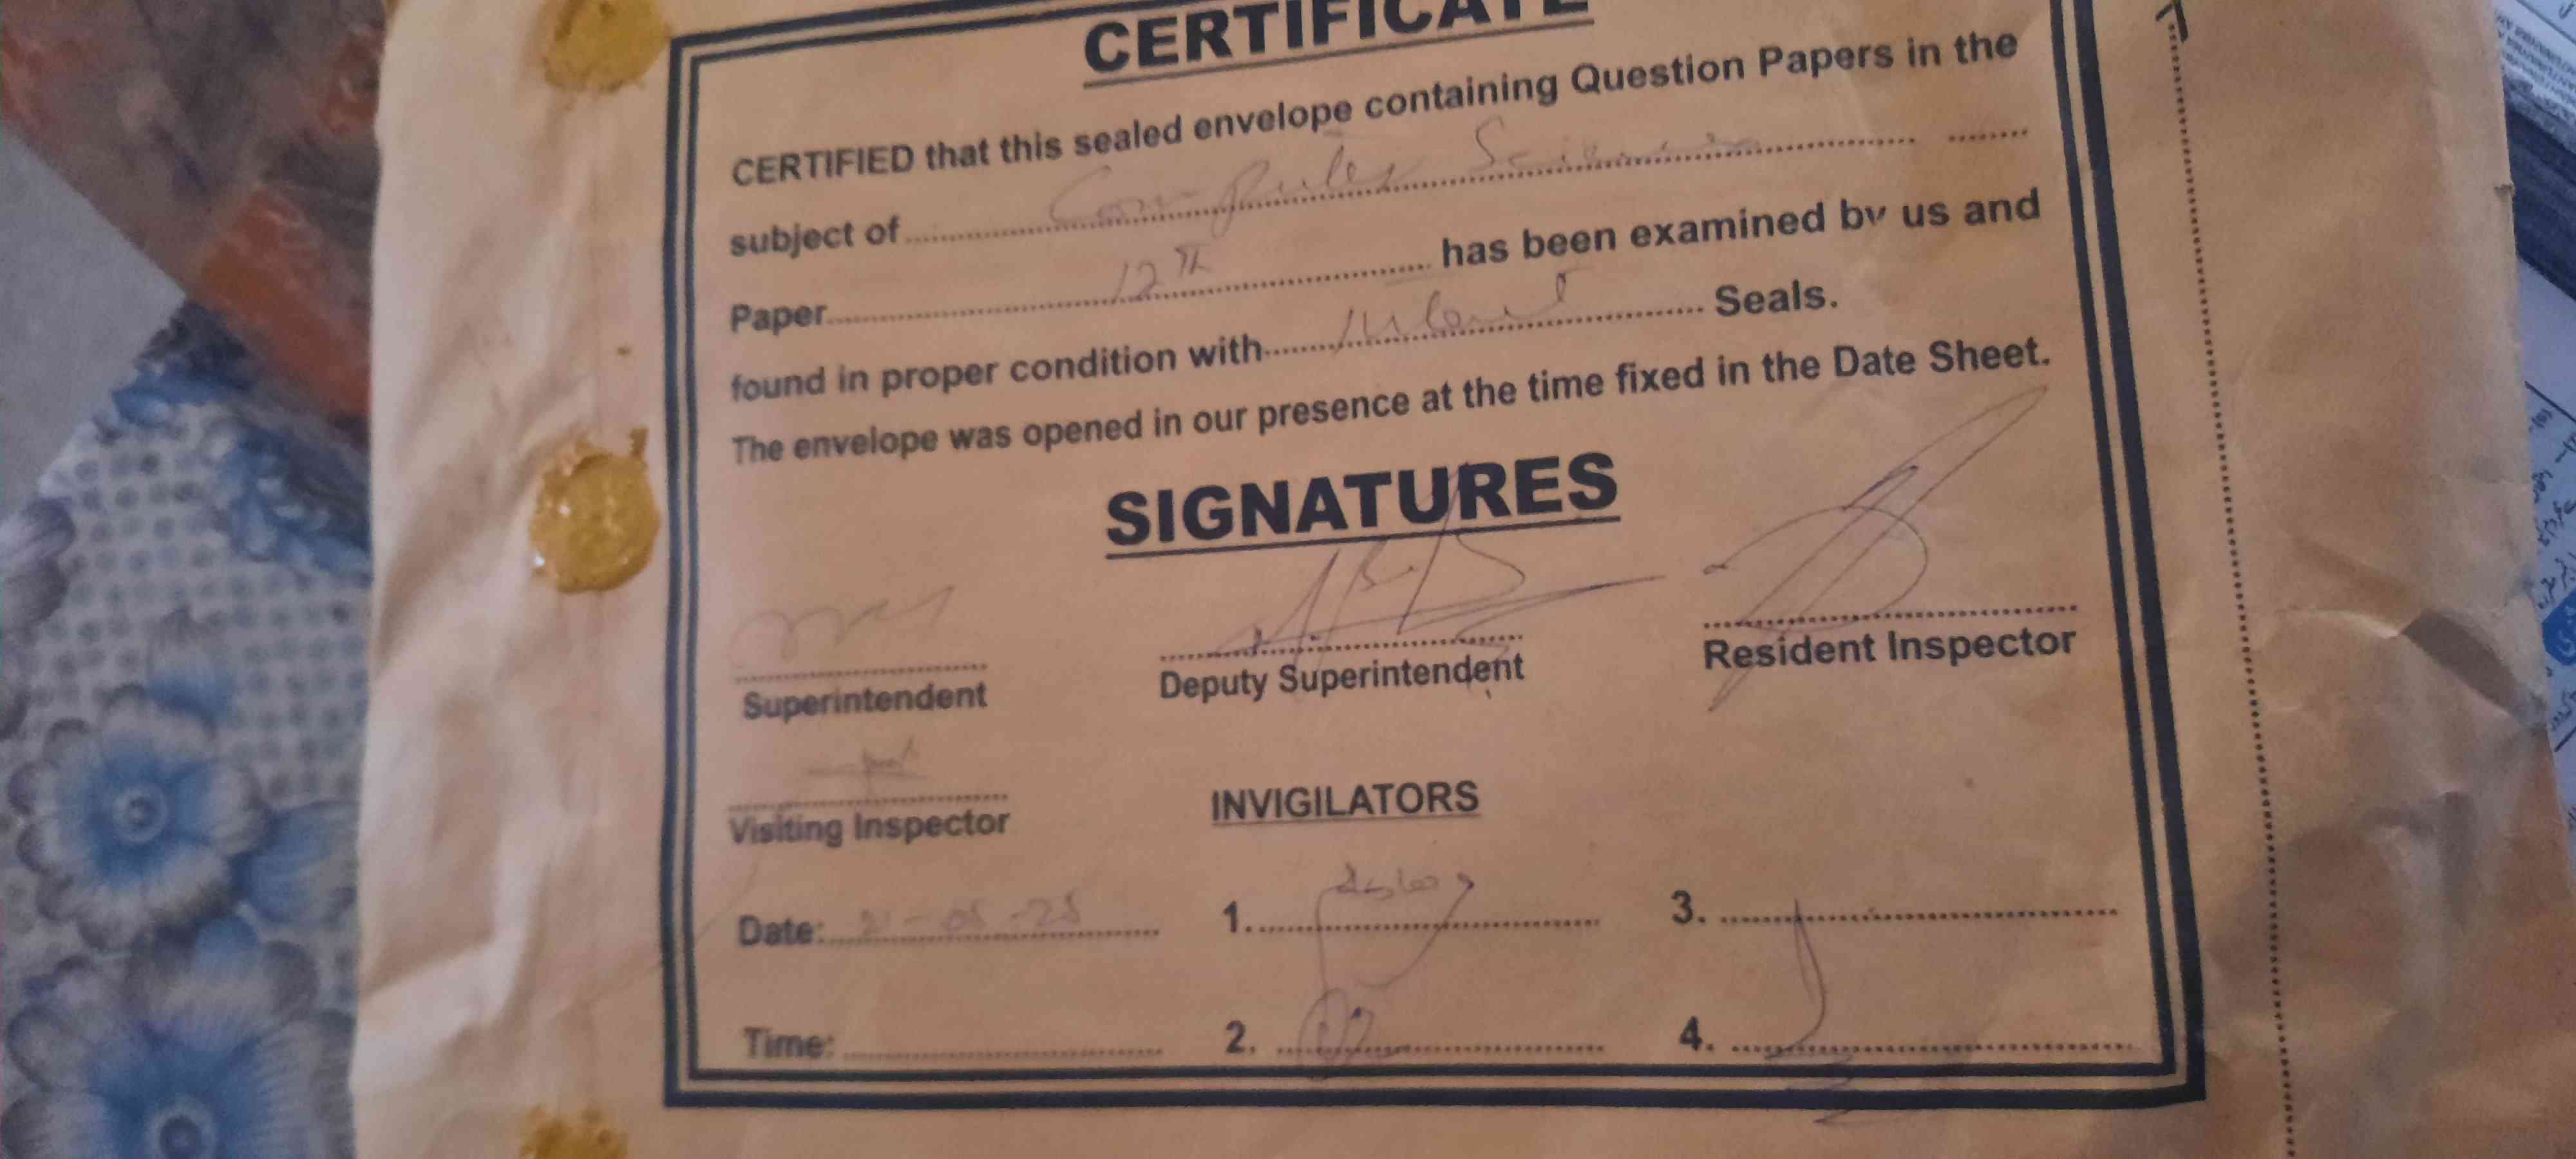 CERTIFICATE
CERTIFIED that this sealed envelope containing Question Papers in the
subject of Computer Science
Paper 12th has been examined by us and
found in proper condition with Seals.
The envelope was opened in our presence at the time fixed in the Date Sheet.
SIGNATURES
Superintendent Deputy Superintendent Resident Inspector
Visiting Inspector INVIGILATORS
Date: 1. 3.
Time: 2. 4.